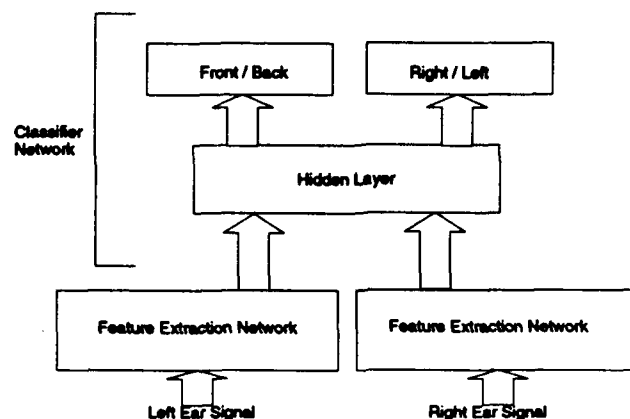 Front / Back
Right / Left
Classifier
Network
Hidden Layer
Feature Extraction Network
Feature Extraction Network
Left Ear Signal
Right Ear Signal